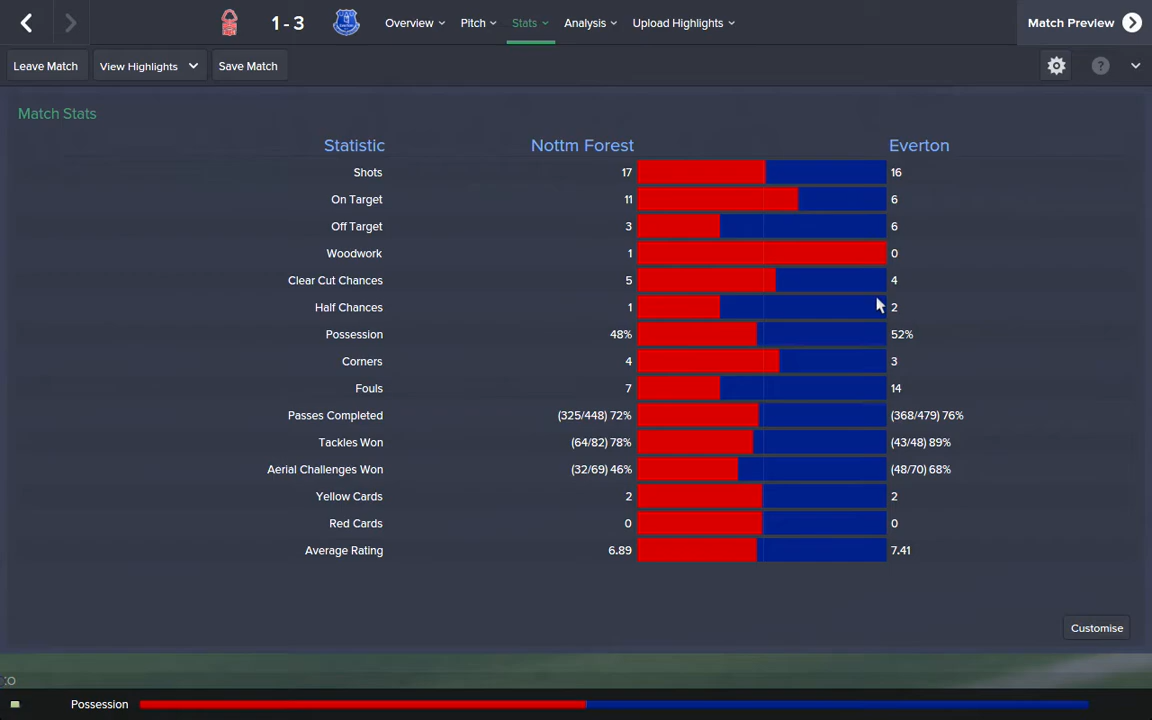 1 - 3 Overview Pitch Stats Analysis Upload Highlights Match Preview
Leave Match View Highlights Save Match ?
Match Stats
Statistic Nottm Forest Everton
Shots 17 16
On Target 11 6
Off Target 3 6
Woodwork 1 0
Clear Cut Chances 5 4
Half Chances 1 2
Possession 48% 52%
Corners 4 3
Fouls 7 14
Passes Completed (325/448) 72% (368/479) 76%
Tackles Won (64/82) 78% (43/48) 89%
Aerial Challenges Won (32/69) 46% (48/70) 68%
Yellow Cards 2 2
Red Cards 0 0
Average Rating 6.89 7.41
Customise
Possession